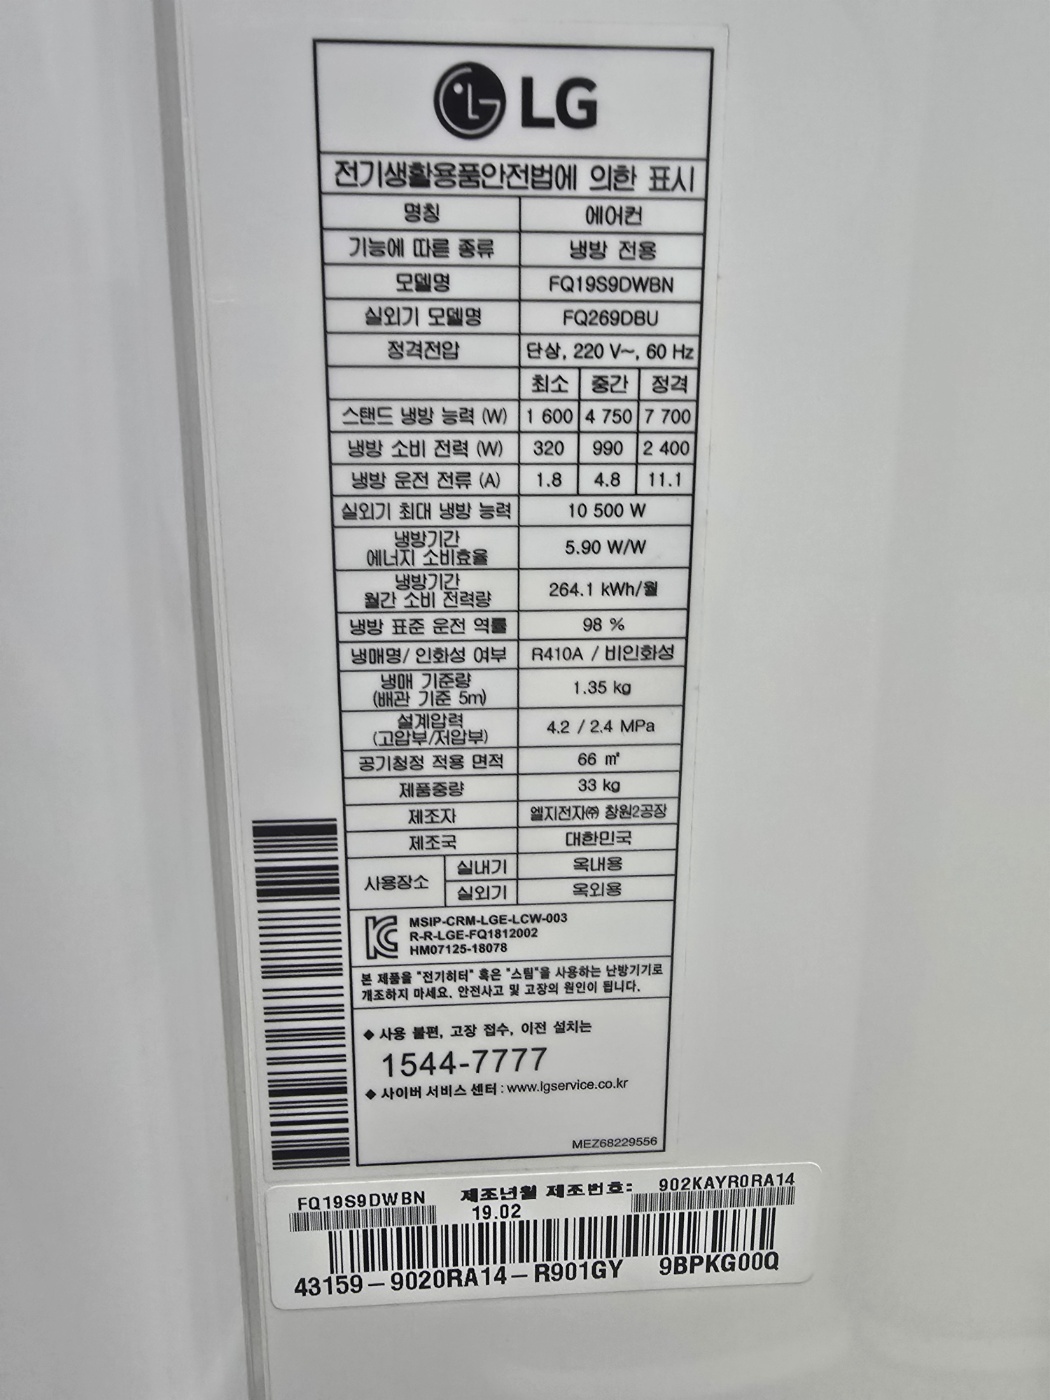 LG
전기생활용품안전법에 의한 표시
명칭 에어컨
기능에 따른 종류 냉방 전용
모델명 FQ19S9DWBN
실외기 모델명 FQ269DBU
정격전압 단상, 220 V~, 60 Hz
최소 중간 정격
스탠드 냉방 능력 (W) 1 600 4 750 7 700
냉방 소비 전력 (W) 320 990 2 400
냉방 운전 전류 (A) 1.8 4.8 11.1
실외기 최대 냉방 능력 10 500 W
냉방기간
에너지 소비효율 5.90 W/W
냉방기간
월간 소비 전력량 264.1 kWh/월
냉방 표준 운전 역률 98 %
냉매명/ 인화성 여부 R410A / 비인화성
냉매 기준량
(배관 기준 5m) 1.35 kg
설계압력
(고압부/저압부) 4.2 / 2.4 MPa
공기청정 적용 면적 66 ㎡
제품중량 33 kg
제조자 엘지전자㈜ 창원2공장
제조국 대한민국
사용장소 실내기 옥내용
실외기 옥외용
MSIP-CRM-LGE-LCW-003
R-R-LGE-FQ1812002
HM07125-18078
본 제품을 "전기히터" 혹은 "스팀"을 사용하는 난방기기로
개조하지 마세요. 안전사고 및 고장의 원인이 됩니다.
◆ 사용 불편, 고장 접수, 이전 설치는
1544-7777
◆ 사이버 서비스 센터 : www.lgservice.co.kr
MEZ68229556
FQ19S9DWBN 제조년월 제조번호: 902KAYR0RA14
19.02
43159-9020RA14-R901GY 9BPKG00Q